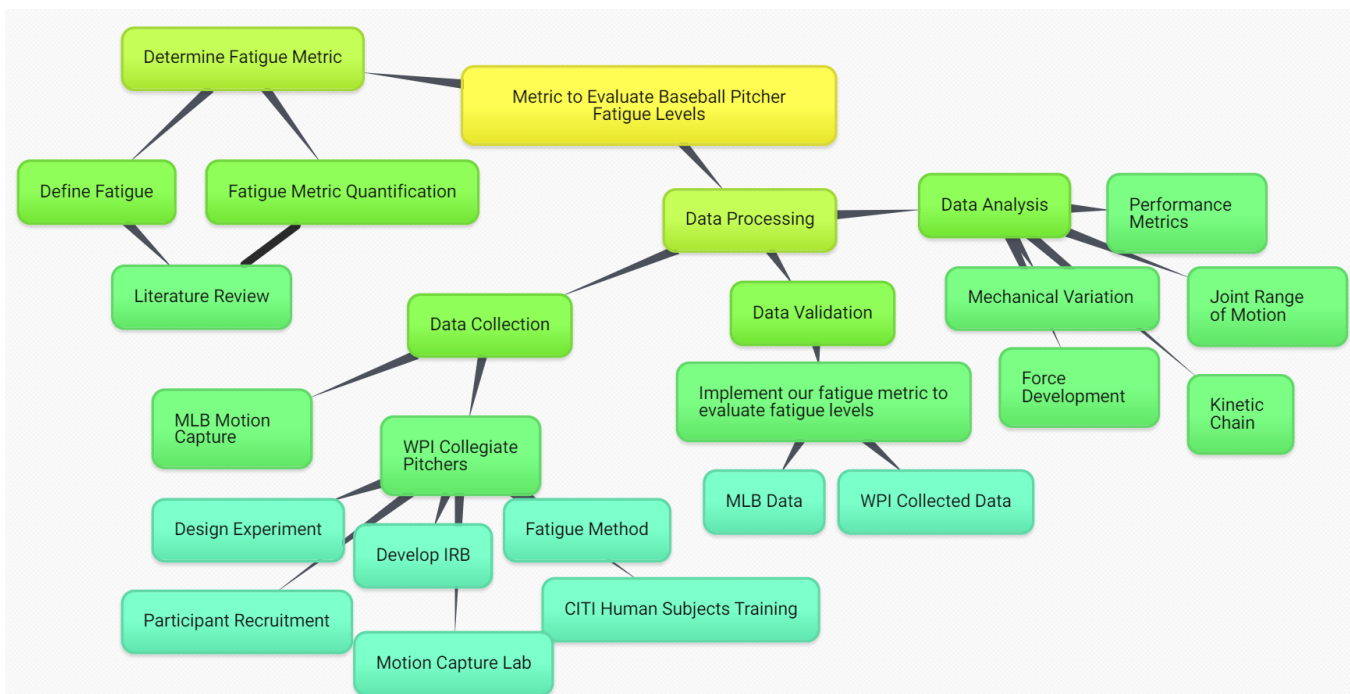 Determine Fatigue Metric
Metric to Evaluate Baseball Pitcher
Fatigue Levels
Define Fatigue
Fatigue Metric Quantification
Literature Review
Data Processing
Data Analysis
Performance
Metrics
Mechanical Variation
Joint Range
of Motion
Force
Development
Kinetic
Chain
Data Collection
Data Validation
MLB Motion
Capture
WPI Collegiate
Pitchers
Implement our fatigue metric to
evaluate fatigue levels
MLB Data
WPI Collected Data
Design Experiment
Develop IRB
Fatigue Method
Participant Recruitment
Motion Capture Lab
CITI Human Subjects Training